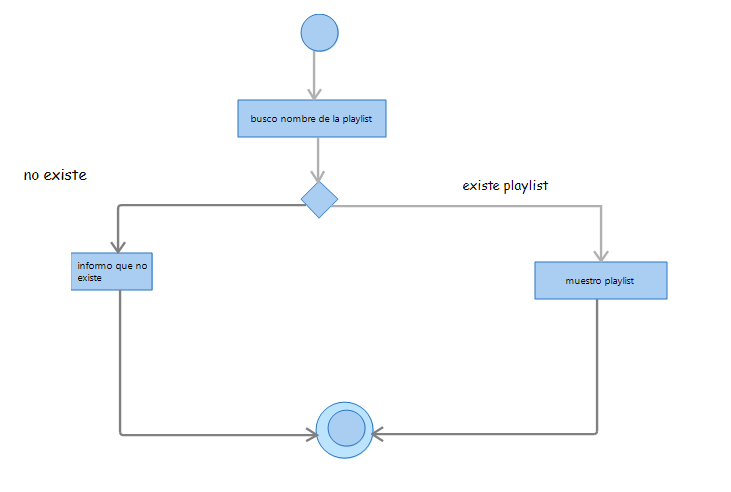 busco nombre de la playlist
no existe
existe playlist
informo que no
existe
muestro playlist